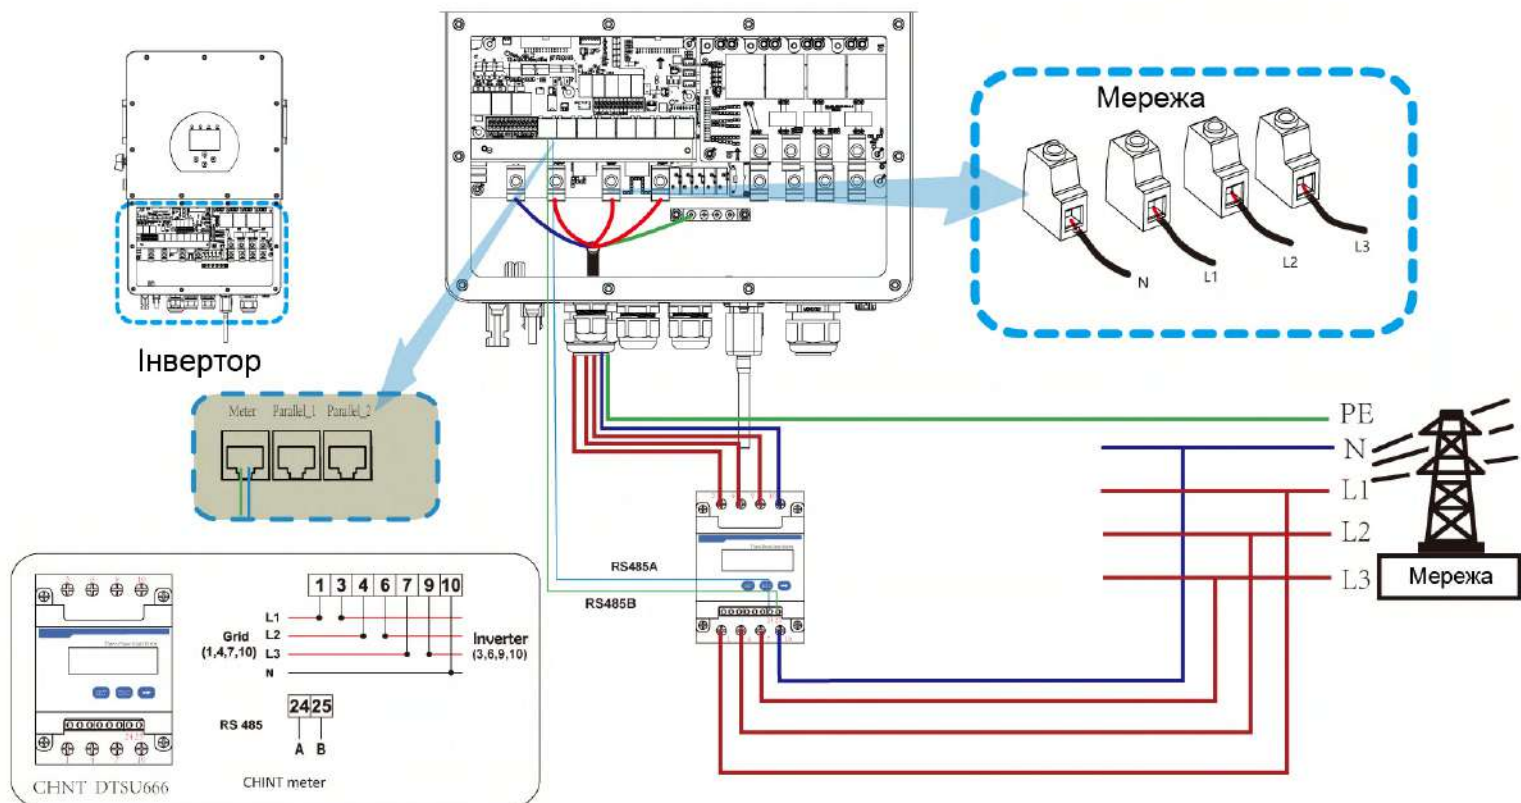 Мережа
N
L1
L2
L3
Інвертор
Meter Parallel_1 Parallel_2
PE
N
L1
L2
L3
Мережа
RS485A
RS485B
1 3 4 6 7 9 10
L1
L2
L3
N
Grid
(1,4,7,10)
Inverter
(3,6,9,10)
24 25
RS 485
A B
CHNT DTSU666
CHINT meter